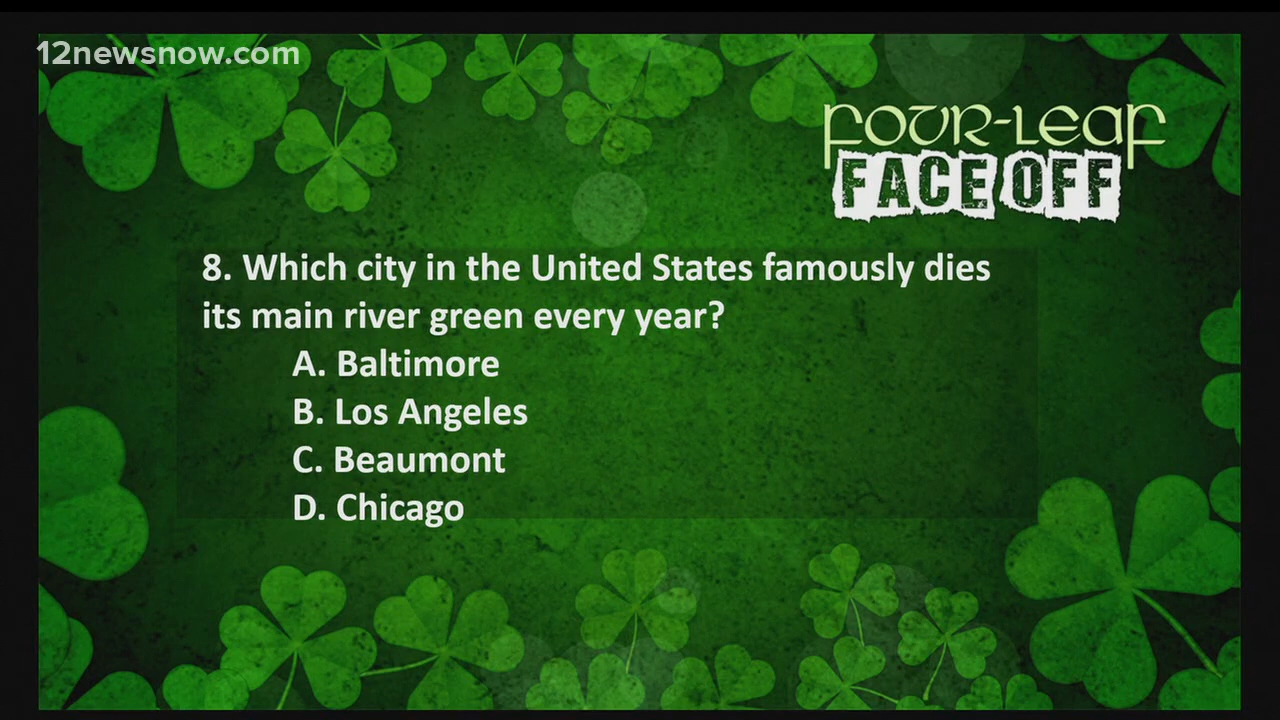 12newsnow.com
FOUR-LEAF
FACE OFF
8. Which city in the United States famously dies
its main river green every year?
A. Baltimore
B. Los Angeles
C. Beaumont
D. Chicago